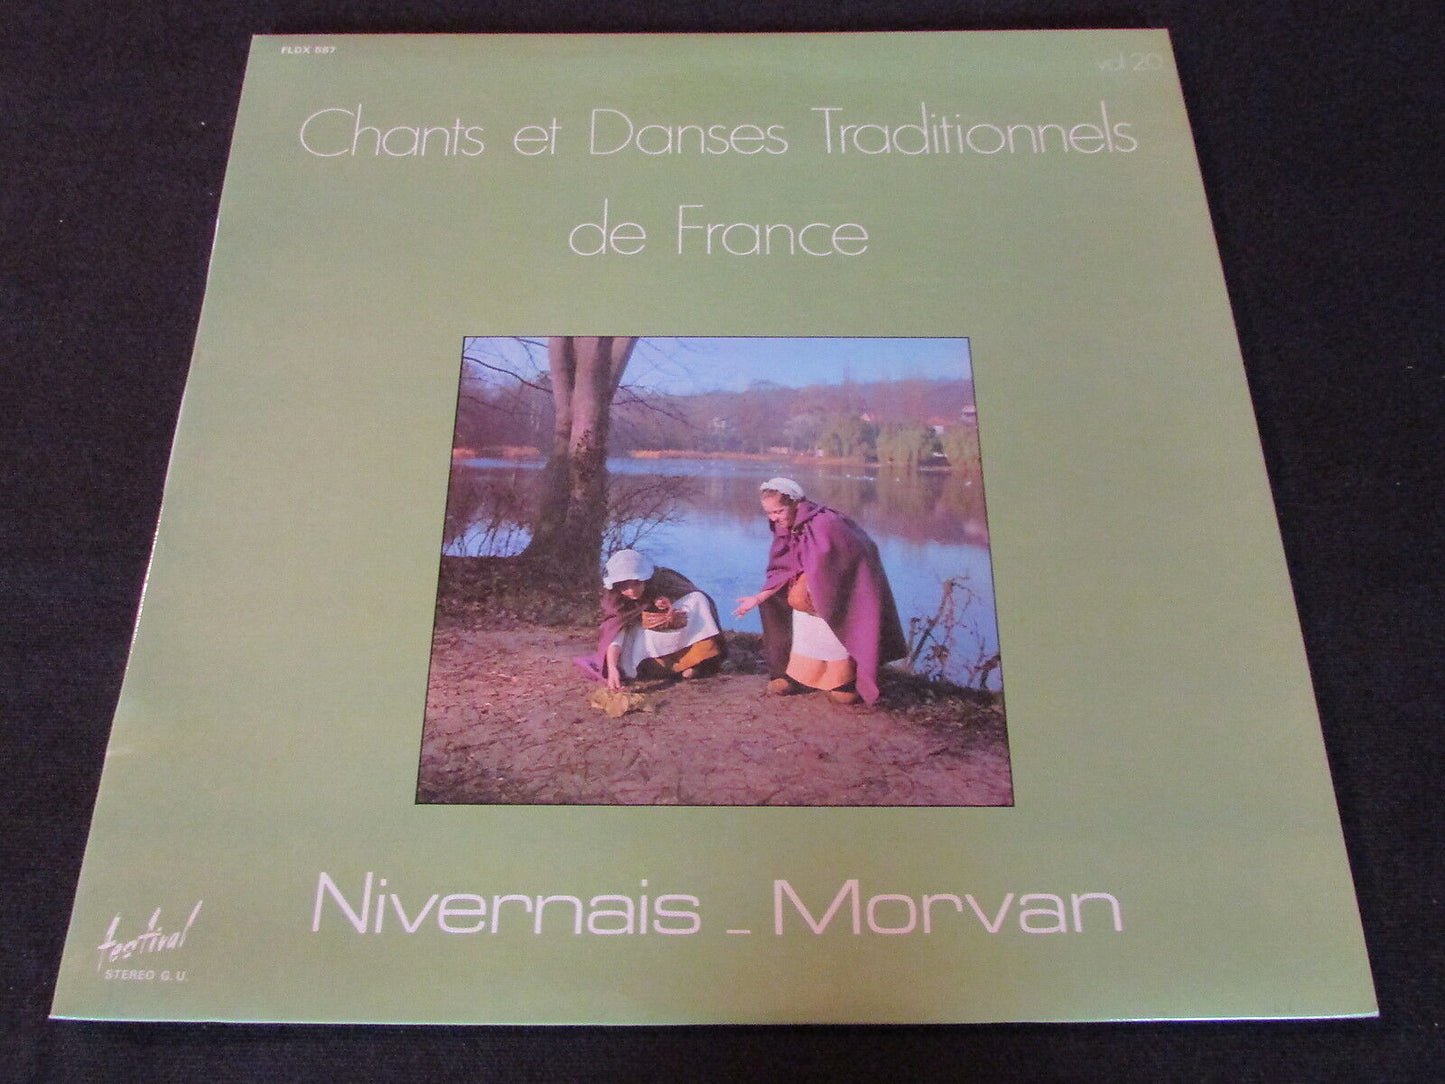 FLDX 587
vol 20
Chants et Danses Traditionnels
de France
Nivernais _ Morvan
festival
STEREO G. U.